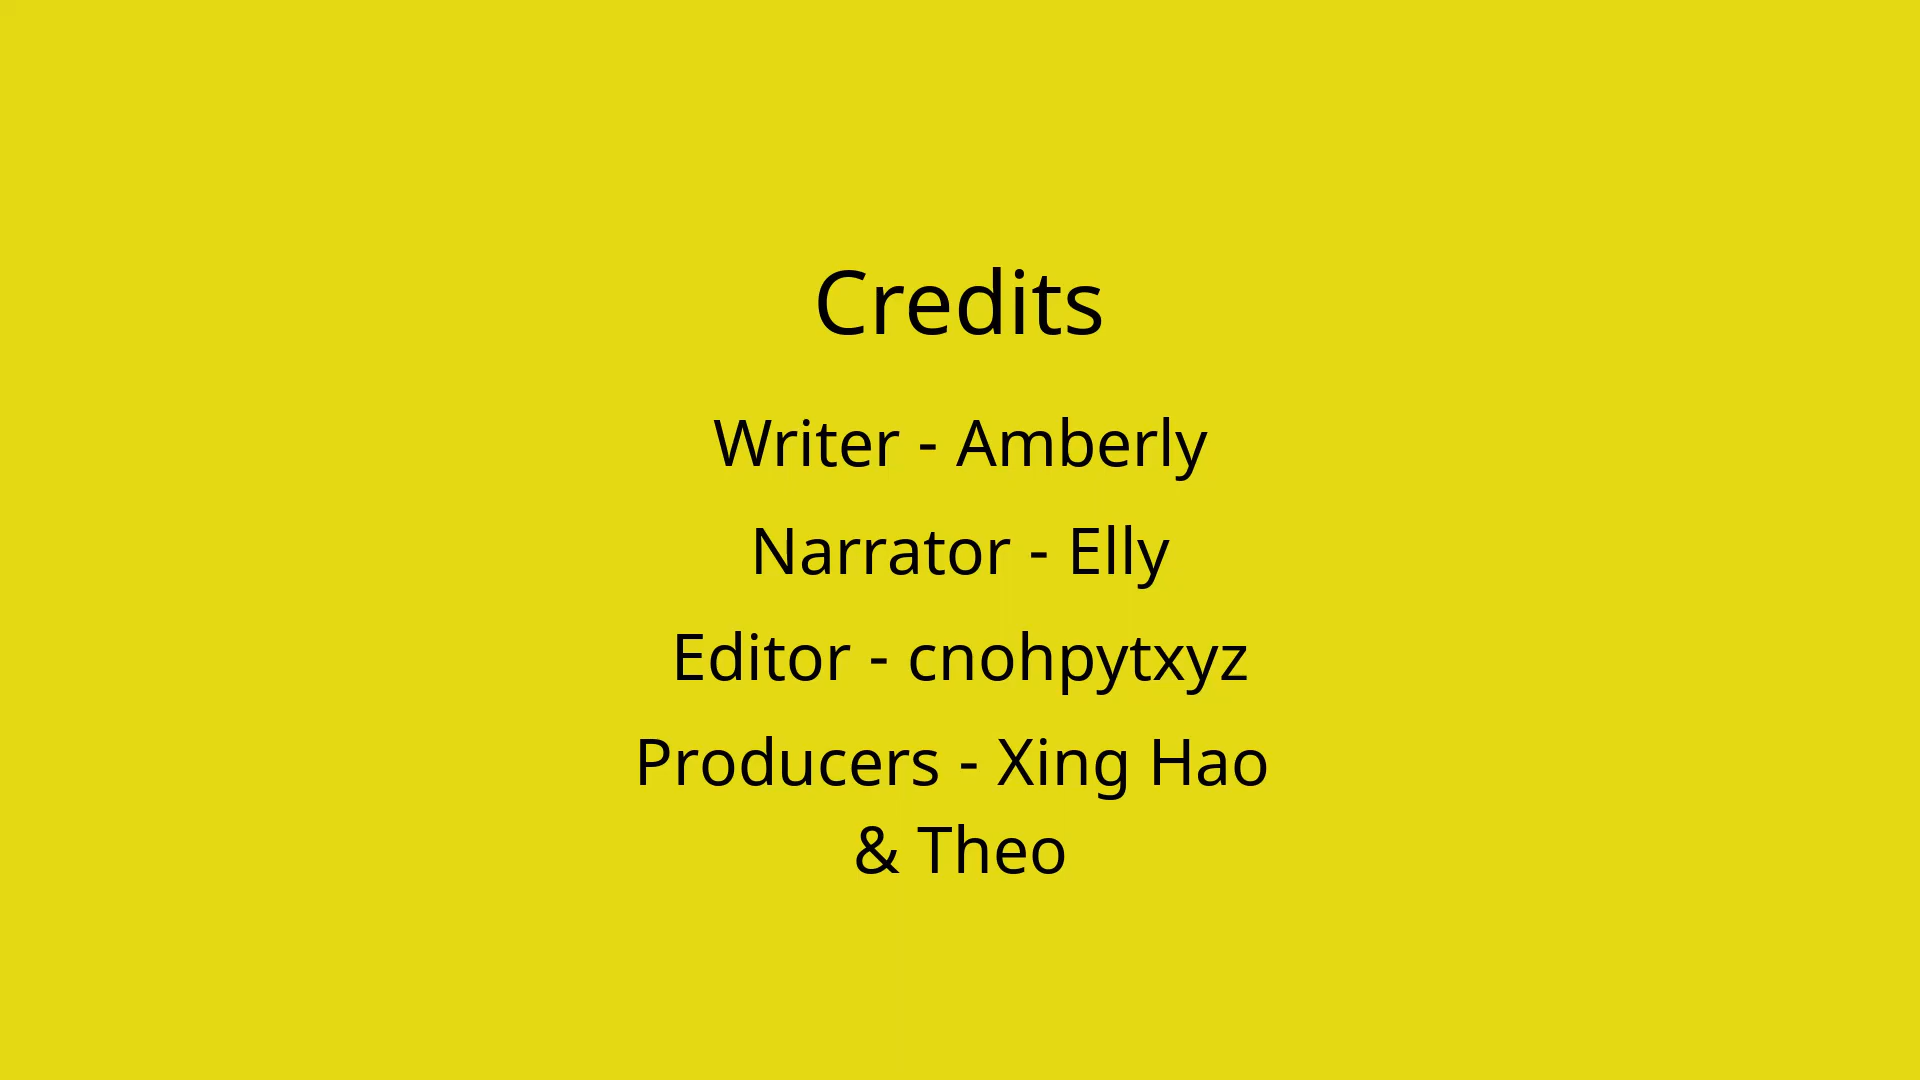 Credits
Writer - Amberly
Narrator - Elly
Editor - cnohpytxyz
Producers - Xing Hao
& Theo